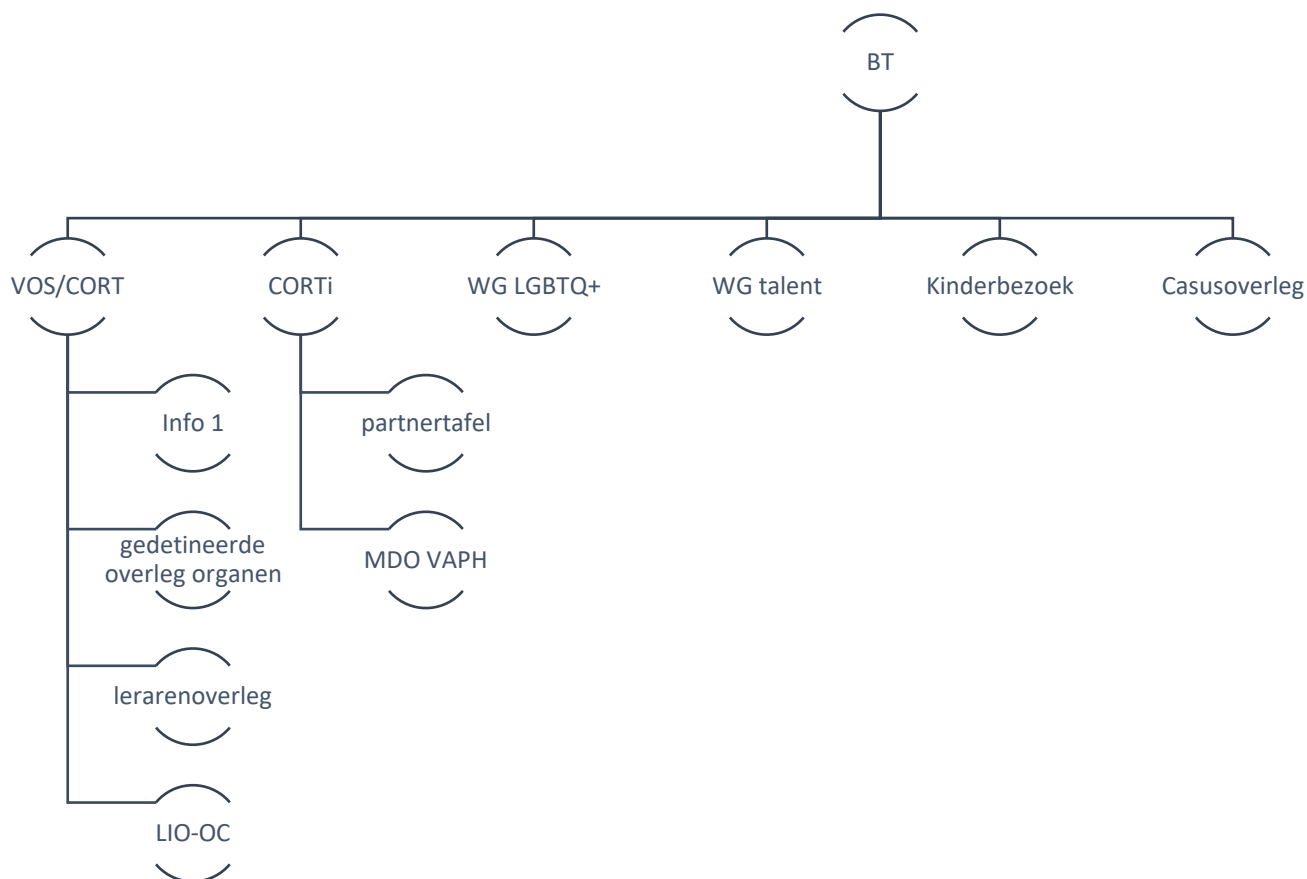 BT
VOS/CORT
CORTi
WG LGBTQ+
WG talent
Kinderbezoek
Casusoverleg
Info 1
partnertafel
gedetineerde
overleg organen
MDO VAPH
lerarenoverleg
LIO-OC